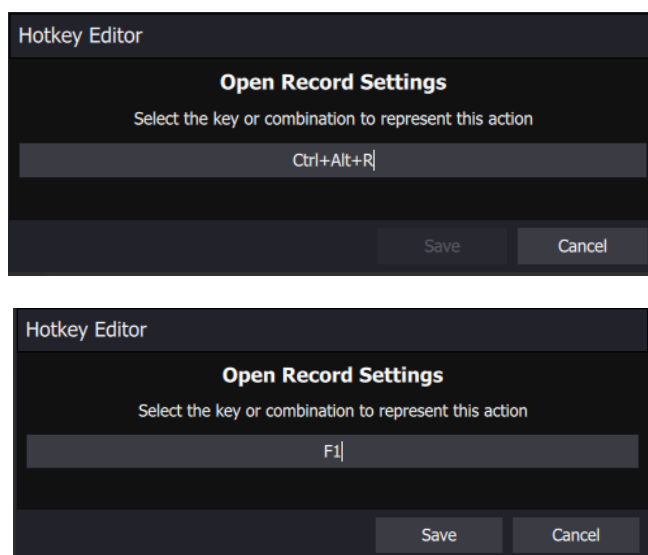 Hotkey Editor
Open Record Settings
Select the key or combination to represent this action
Ctrl+Alt+R
Save Cancel
Hotkey Editor
Open Record Settings
Select the key or combination to represent this action
F1
Save Cancel